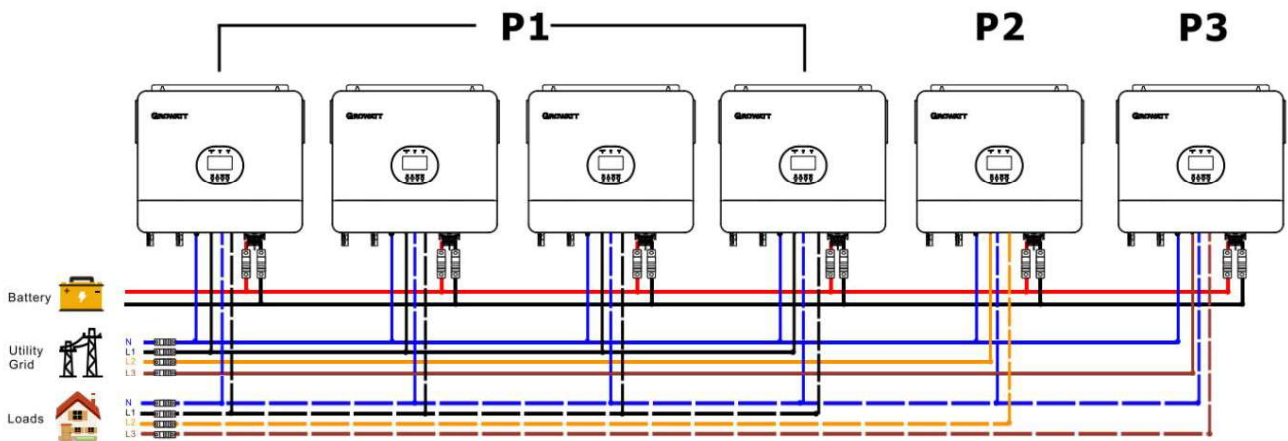 P1 P2 P3
GROWATT GROWATT GROWATT GROWATT GROWATT GROWATT
Battery
Utility
Grid
N
L1
L2
L3
Loads
N
L1
L2
L3